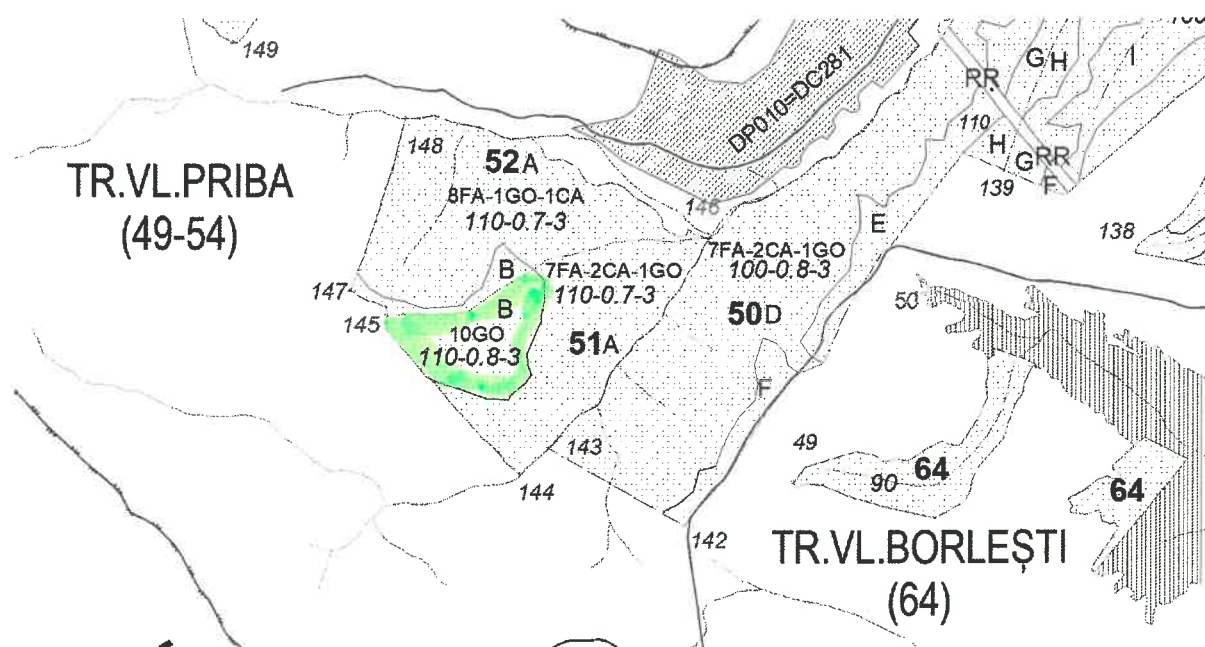 149
DP010=DC281
G H
I
RR
110
H
G
RR
F
139
148
52A
8FA-1GO-1CA
110-0.7-3
TR.VL.PRIBA
(49-54)
146
E
138
7FA-2CA-1GO
100-0.8-3
B
7FA-2CA-1GO
110-0.7-3
147
B
50
50D
145
10GO
110-0.8-3
51A
F
143
49
90
64
64
144
142
TR.VL.BORLEȘTI
(64)